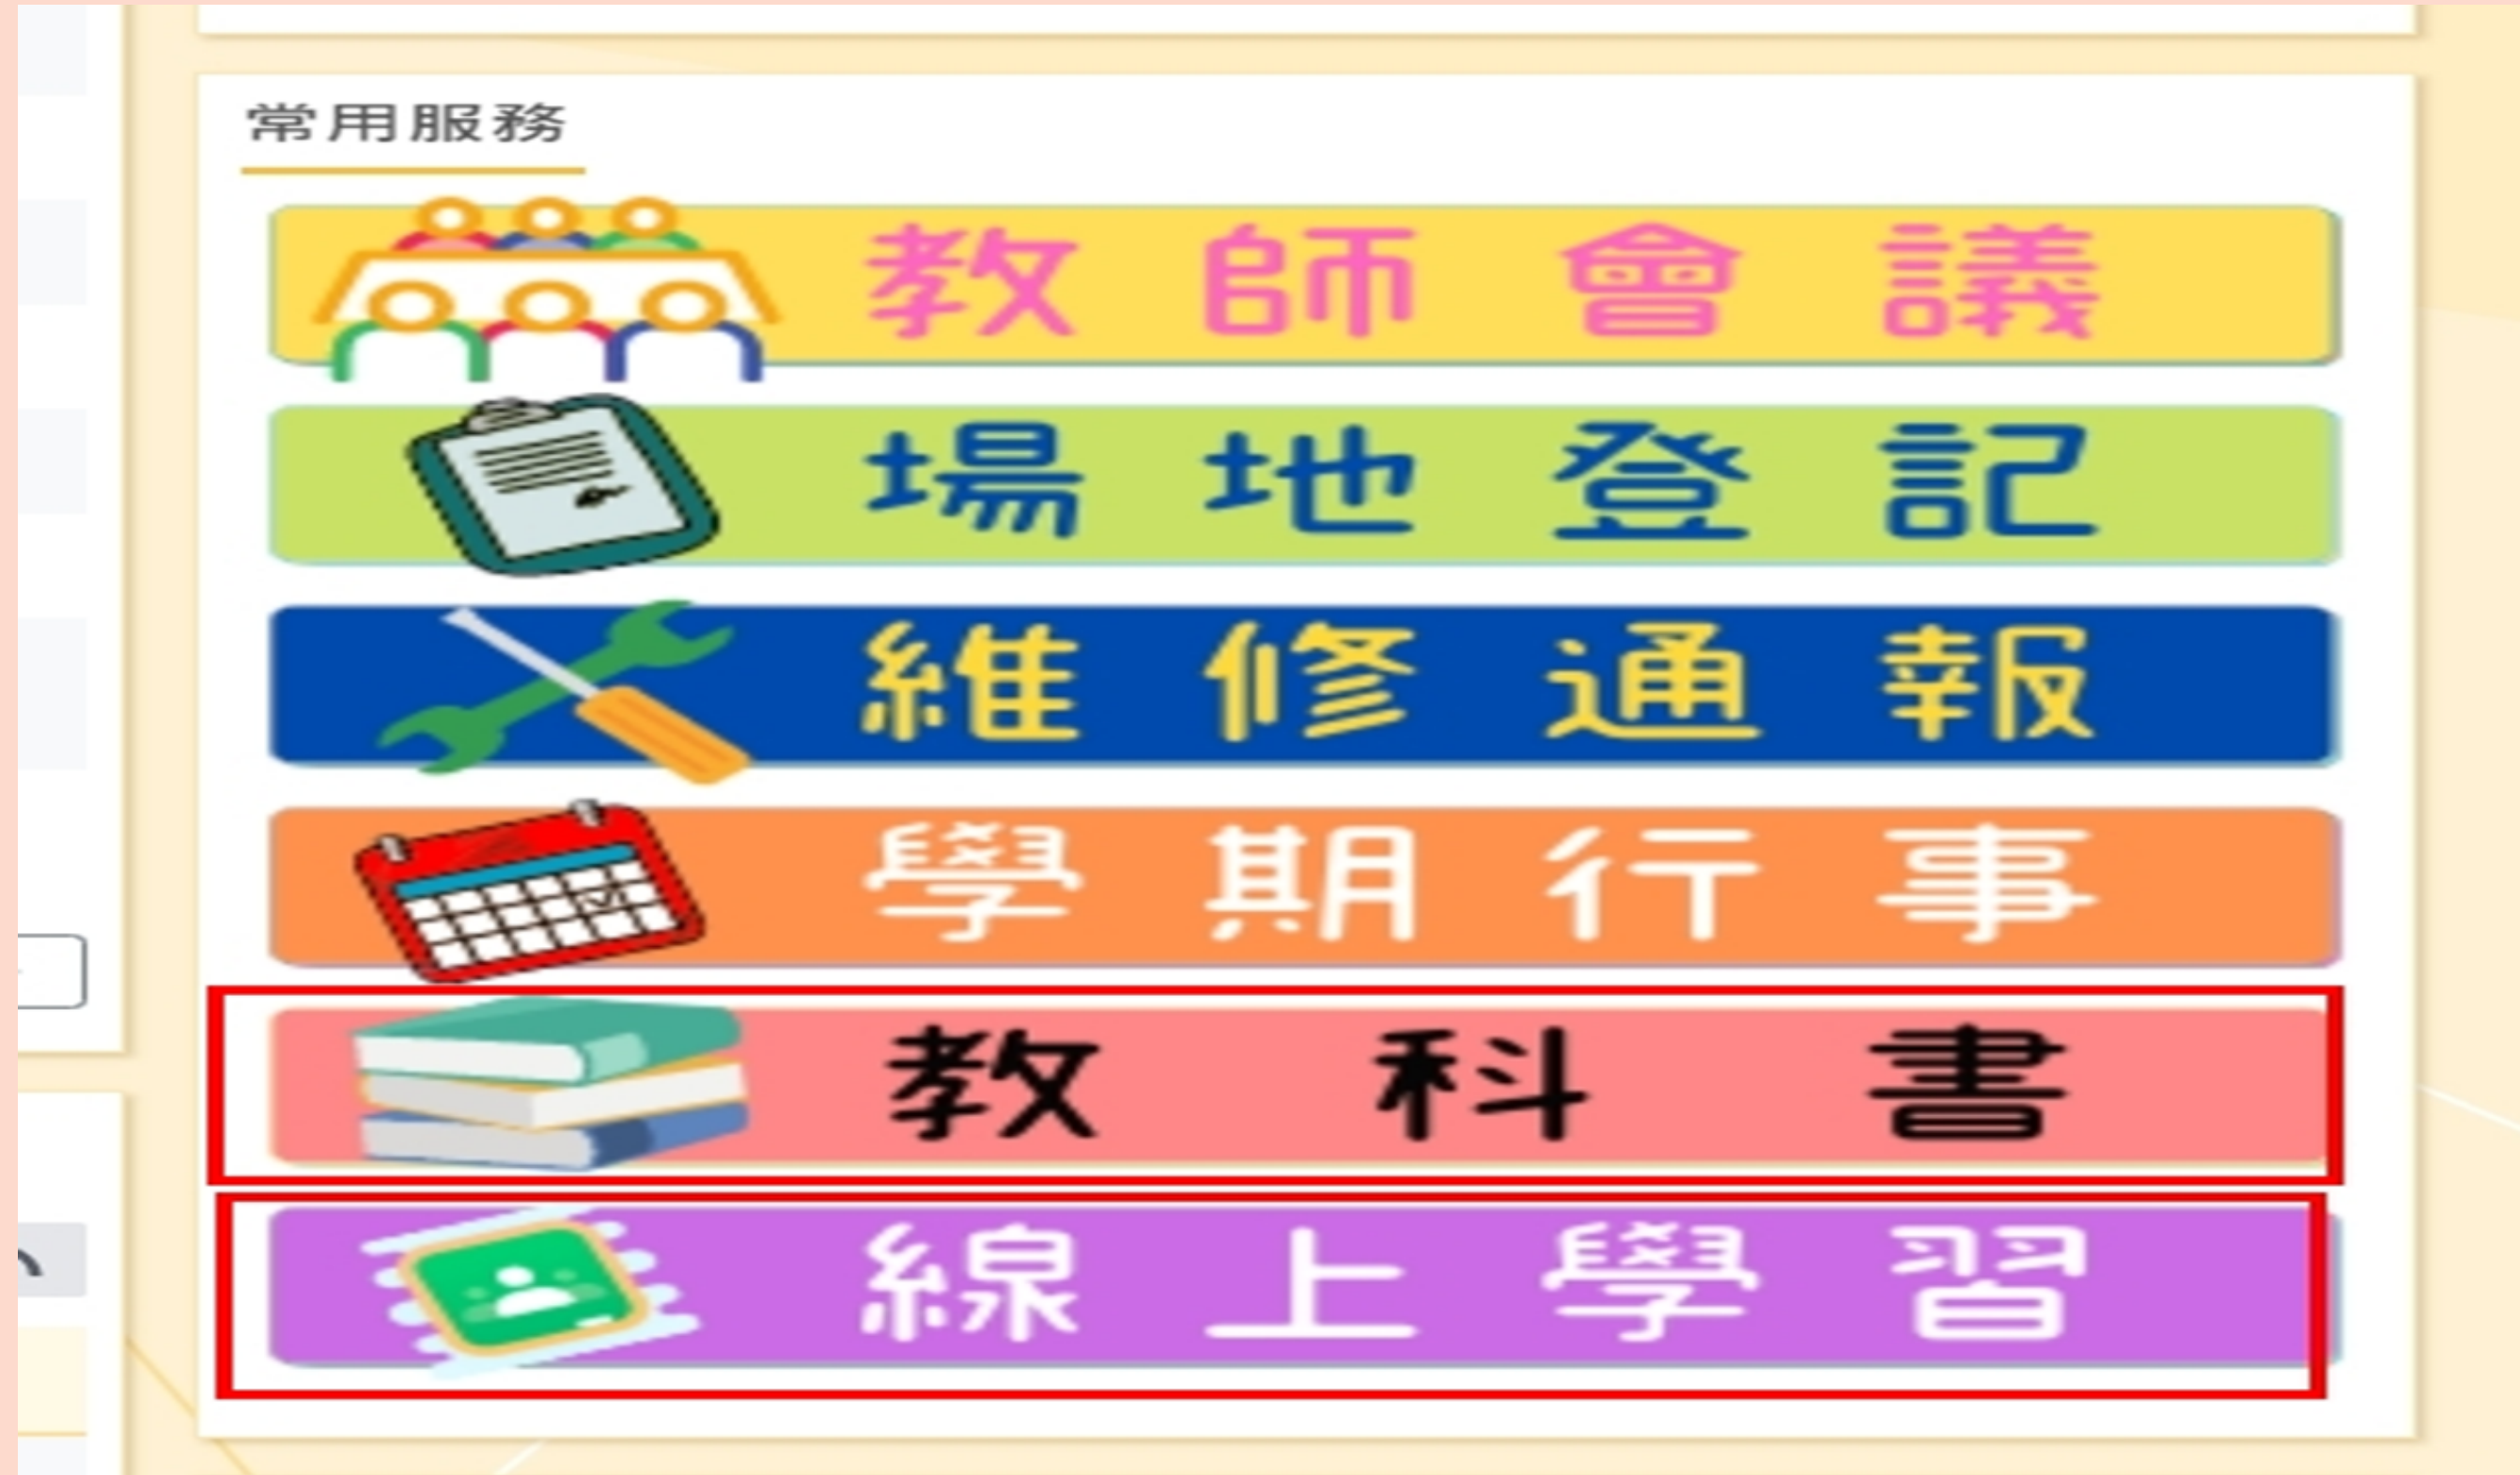 常用服務
教師會議
場地登記
維修通報
學期行事
教科書
線上學習